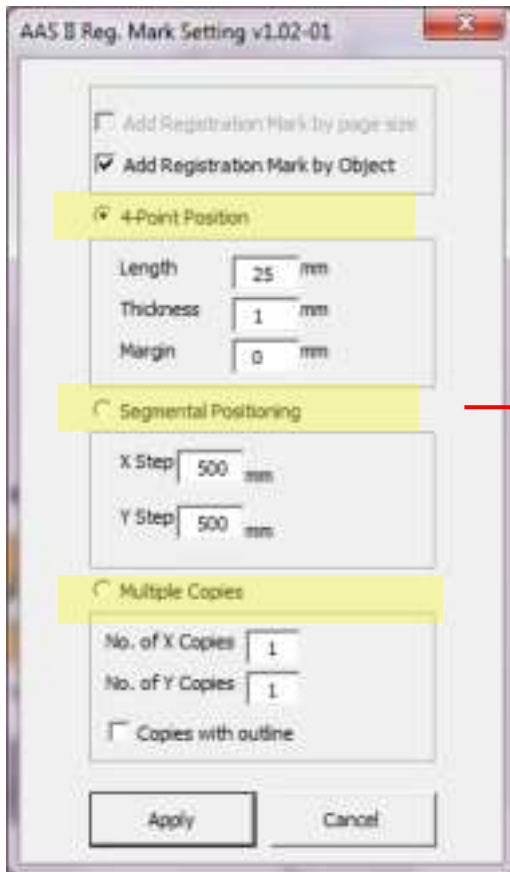 AAS II Reg. Mark Setting v1.02-01
Add Registration Mark by page size
Add Registration Mark by Object
4-Point Position
Length 25 mm
Thickness 1 mm
Margin 0 mm
Segmental Positioning
X Step 500 mm
Y Step 500 mm
Multiple Copies
No. of X Copies 1
No. of Y Copies 1
Copies with outline
Apply Cancel